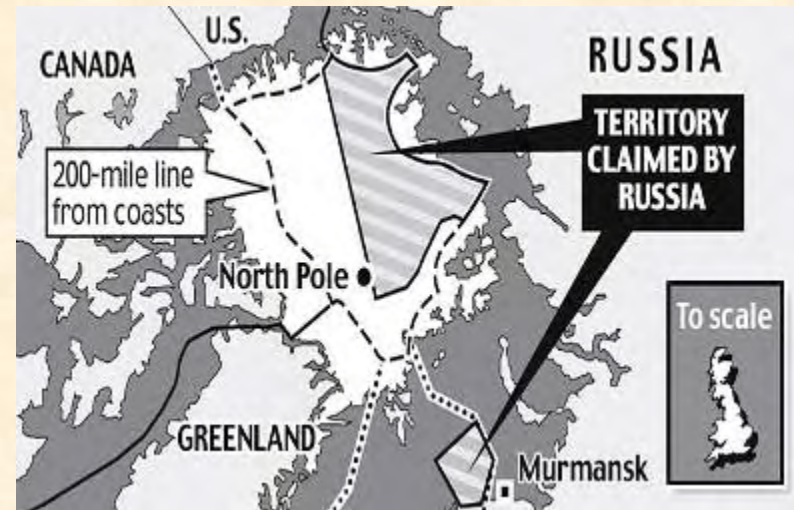 U.S.
CANADA
RUSSIA
TERRITORY
CLAIMED BY
RUSSIA
200-mile line
from coasts
North Pole
To scale
GREENLAND
Murmansk